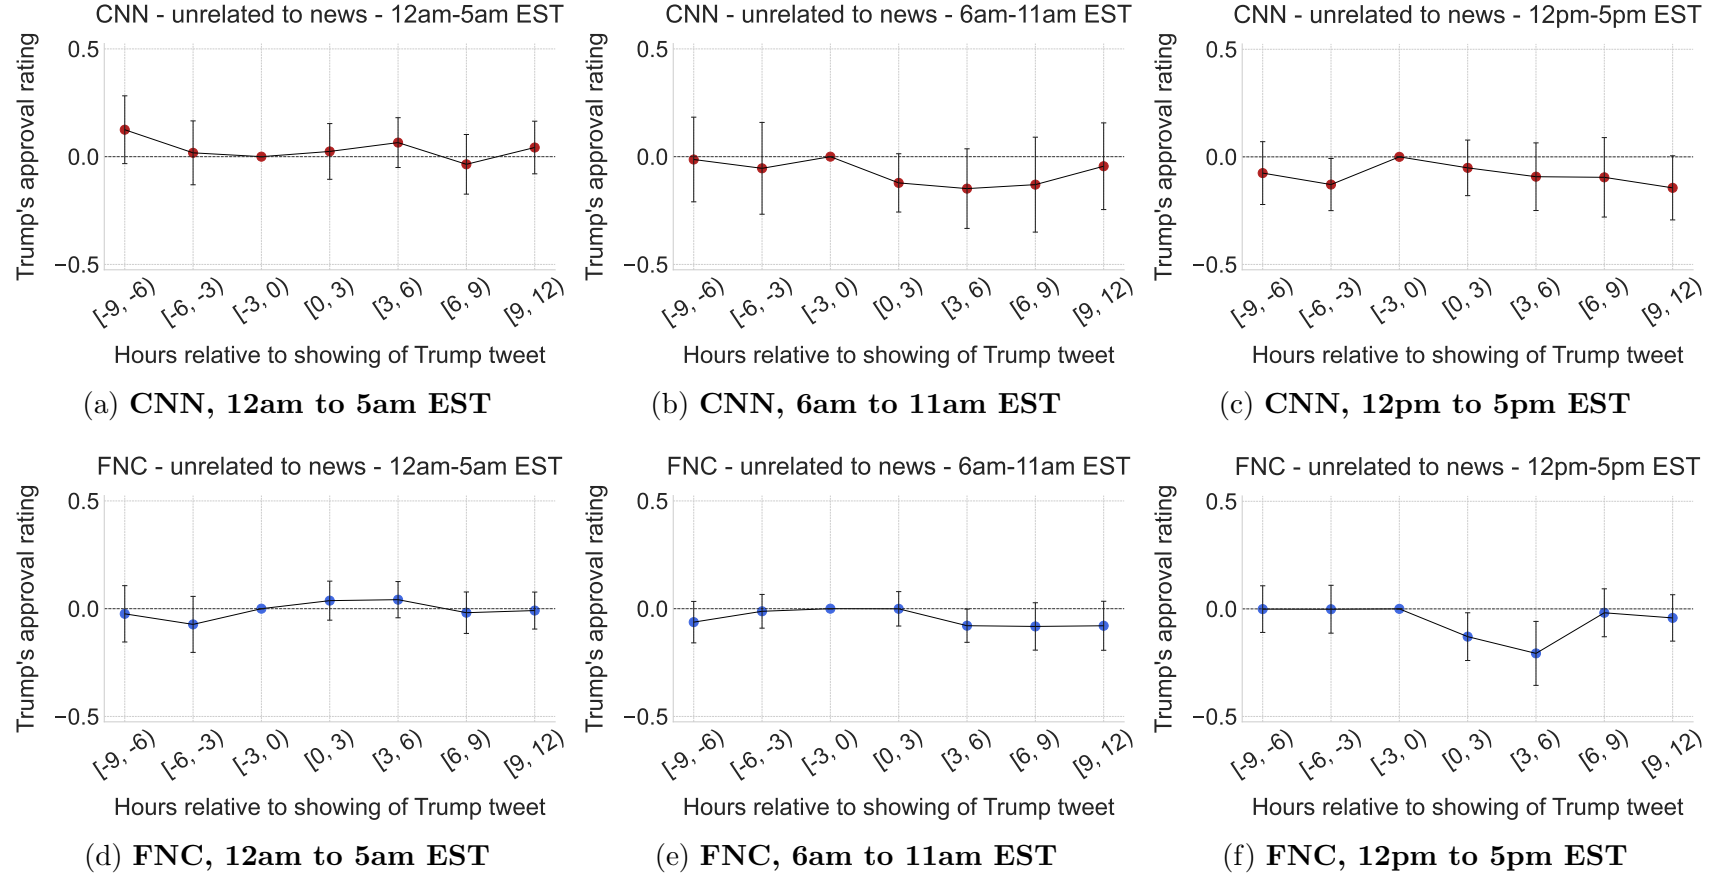 CNN - unrelated to news - 12am-5am EST
Trump's approval rating
0.5
0.0
−0.5
[-9, -6)
[-6, -3)
[-3, 0)
[0, 3)
[3, 6)
[6, 9)
[9, 12)
Hours relative to showing of Trump tweet
(a) CNN, 12am to 5am EST
CNN - unrelated to news - 6am-11am EST
Trump's approval rating
0.5
0.0
−0.5
[-9, -6)
[-6, -3)
[-3, 0)
[0, 3)
[3, 6)
[6, 9)
[9, 12)
Hours relative to showing of Trump tweet
(b) CNN, 6am to 11am EST
CNN - unrelated to news - 12pm-5pm EST
Trump's approval rating
0.5
0.0
−0.5
[-9, -6)
[-6, -3)
[-3, 0)
[0, 3)
[3, 6)
[6, 9)
[9, 12)
Hours relative to showing of Trump tweet
(c) CNN, 12pm to 5pm EST
FNC - unrelated to news - 12am-5am EST
Trump's approval rating
0.5
0.0
−0.5
[-9, -6)
[-6, -3)
[-3, 0)
[0, 3)
[3, 6)
[6, 9)
[9, 12)
Hours relative to showing of Trump tweet
(d) FNC, 12am to 5am EST
FNC - unrelated to news - 6am-11am EST
Trump's approval rating
0.5
0.0
−0.5
[-9, -6)
[-6, -3)
[-3, 0)
[0, 3)
[3, 6)
[6, 9)
[9, 12)
Hours relative to showing of Trump tweet
(e) FNC, 6am to 11am EST
FNC - unrelated to news - 12pm-5pm EST
Trump's approval rating
0.5
0.0
−0.5
[-9, -6)
[-6, -3)
[-3, 0)
[0, 3)
[3, 6)
[6, 9)
[9, 12)
Hours relative to showing of Trump tweet
(f) FNC, 12pm to 5pm EST